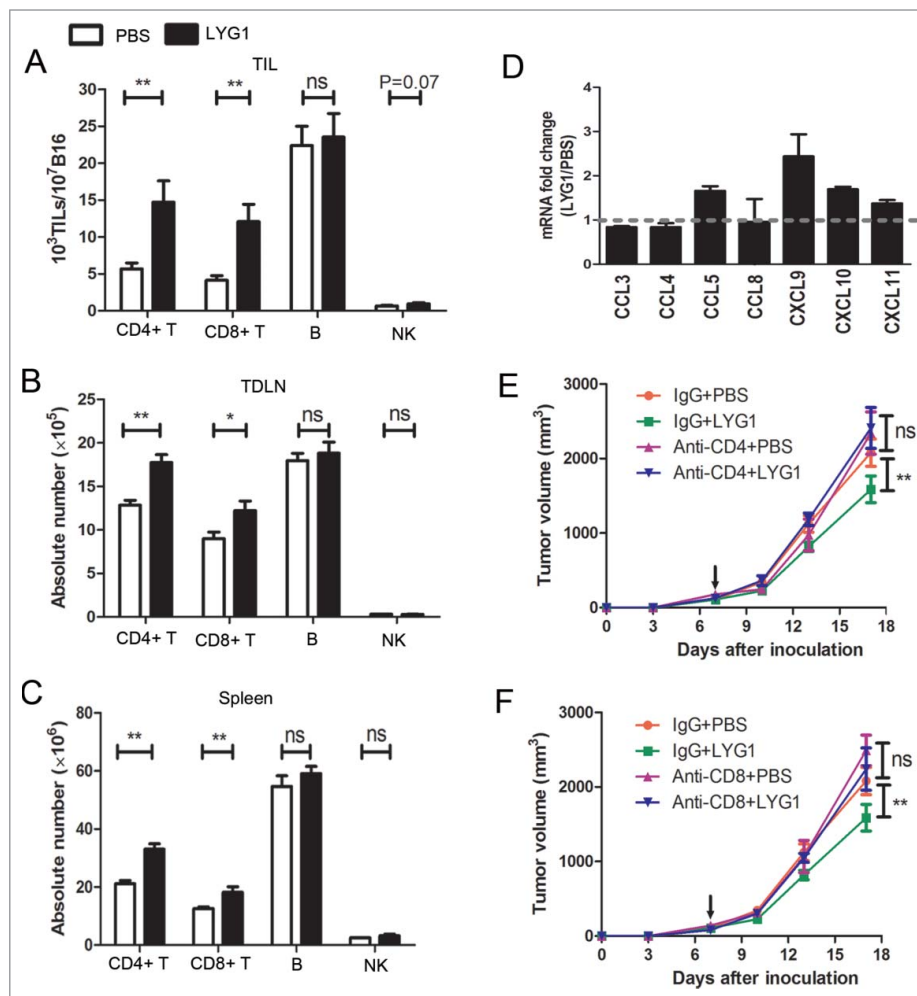 PBS LYG1
A
TIL
** ** ns P=0.07
10³TILs/10⁷B16
30
25
20
15
10
5
0
CD4+ T CD8+ T B NK
B
TDLN
** * ns ns
Absolute number (×10⁵)
25
20
15
10
5
0
CD4+ T CD8+ T B NK
C
Spleen
** ** ns ns
Absolute number (×10⁶)
80
60
40
20
0
CD4+ T CD8+ T B NK
D
mRNA fold change
(LYG1/PBS)
4
3
2
1
0
CCL3 CCL4 CCL5 CCL8 CXCL9 CXCL10 CXCL11
E
IgG+PBS
IgG+LYG1
Anti-CD4+PBS
Anti-CD4+LYG1
ns
**
Tumor volume (mm³)
3000
2000
1000
0
0 3 6 9 12 15 18
Days after inoculation
F
IgG+PBS
IgG+LYG1
Anti-CD8+PBS
Anti-CD8+LYG1
ns
**
Tumor volume (mm³)
3000
2000
1000
0
0 3 6 9 12 15 18
Days after inoculation